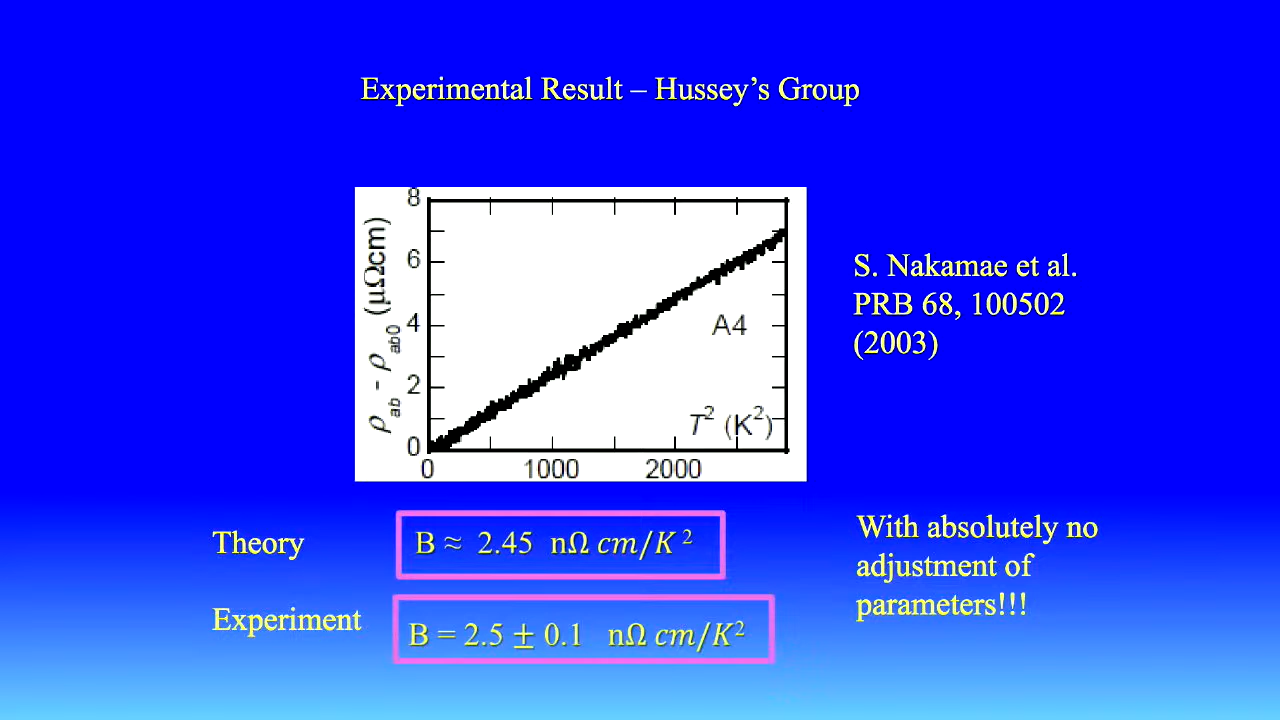 Experimental Result – Hussey's Group
8
6
4
2
0
ρab - ρab0 (μΩcm)
A4
T² (K²)
0 1000 2000
S. Nakamae et al.
PRB 68, 100502
(2003)
Theory
B ≈ 2.45 nΩ cm/K²
With absolutely no
adjustment of
parameters!!!
Experiment
B = 2.5 ± 0.1 nΩ cm/K²